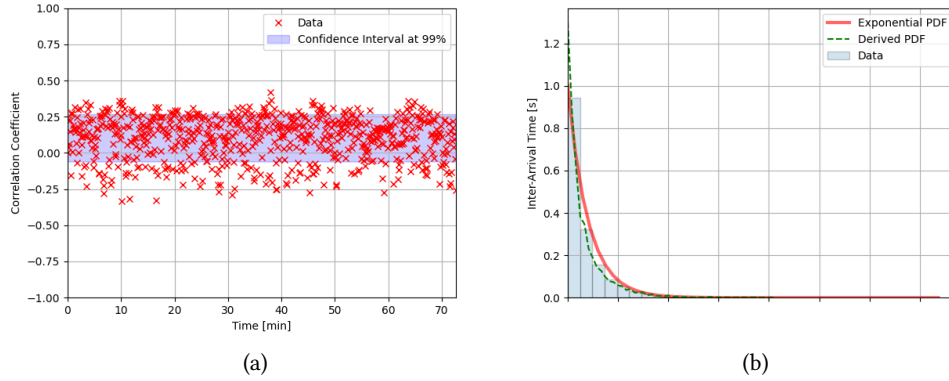 1.00
0.75
0.50
0.25
0.00
−0.25
−0.50
−0.75
−1.00
Correlation Coefficient
0 10 20 30 40 50 60 70
Time [min]
Data
Confidence Interval at 99%
(a)
1.2
1.0
0.8
0.6
0.4
0.2
0.0
Inter-Arrival Time [s]
Exponential PDF
Derived PDF
Data
(b)